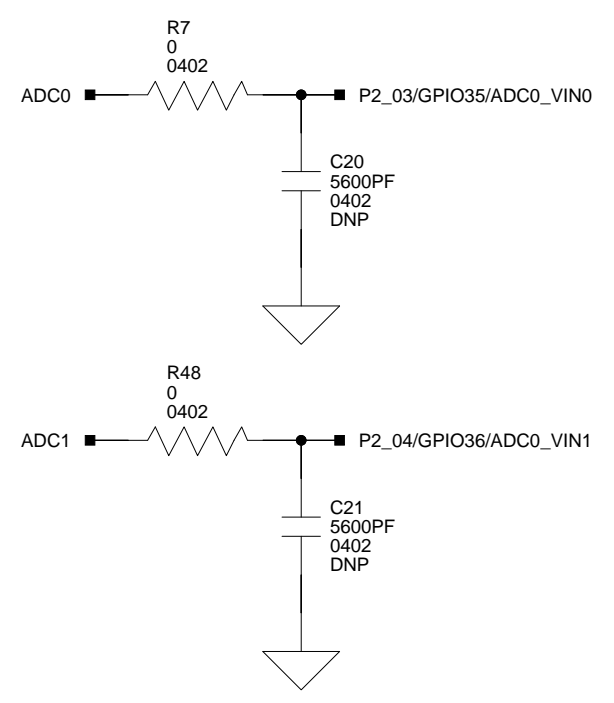 R7
0
0402
ADC0
P2_03/GPIO35/ADC0_VIN0
C20
5600PF
0402
DNP
R48
0
0402
ADC1
P2_04/GPIO36/ADC0_VIN1
C21
5600PF
0402
DNP